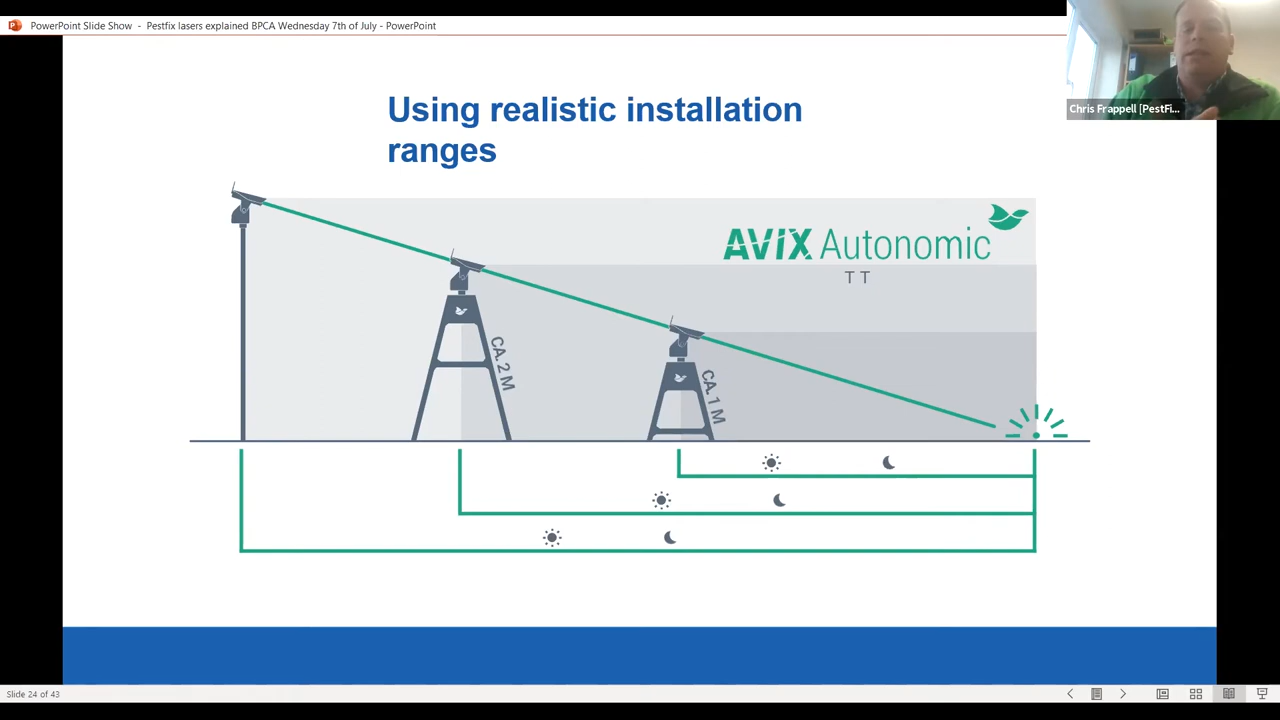 PowerPoint Slide Show - Pestfix lasers explained BPCA Wednesday 7th of July - PowerPoint
Chris Frappell [PestFi...
Using realistic installation
ranges
AVIX Autonomic
T T
CA. 2 M
CA. 1 M
Slide 24 of 43